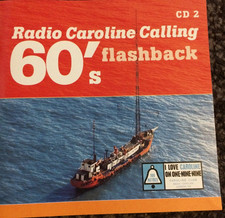 CD 2
Radio Caroline Calling
60's flashback
I LOVE CAROLINE
ON ONE-NINE-NINE